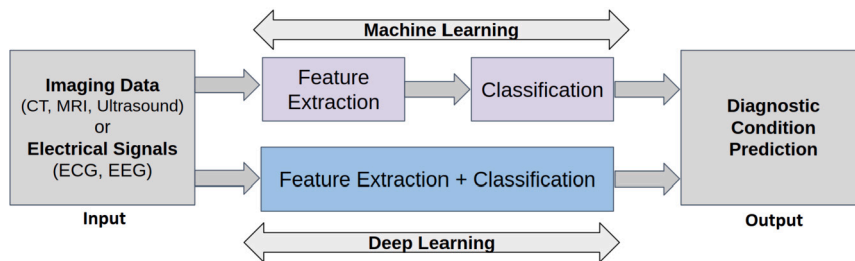 Machine Learning
Imaging Data
(CT, MRI, Ultrasound)
or
Electrical Signals
(ECG, EEG)
Input
Feature
Extraction
Classification
Feature Extraction + Classification
Deep Learning
Diagnostic
Condition
Prediction
Output